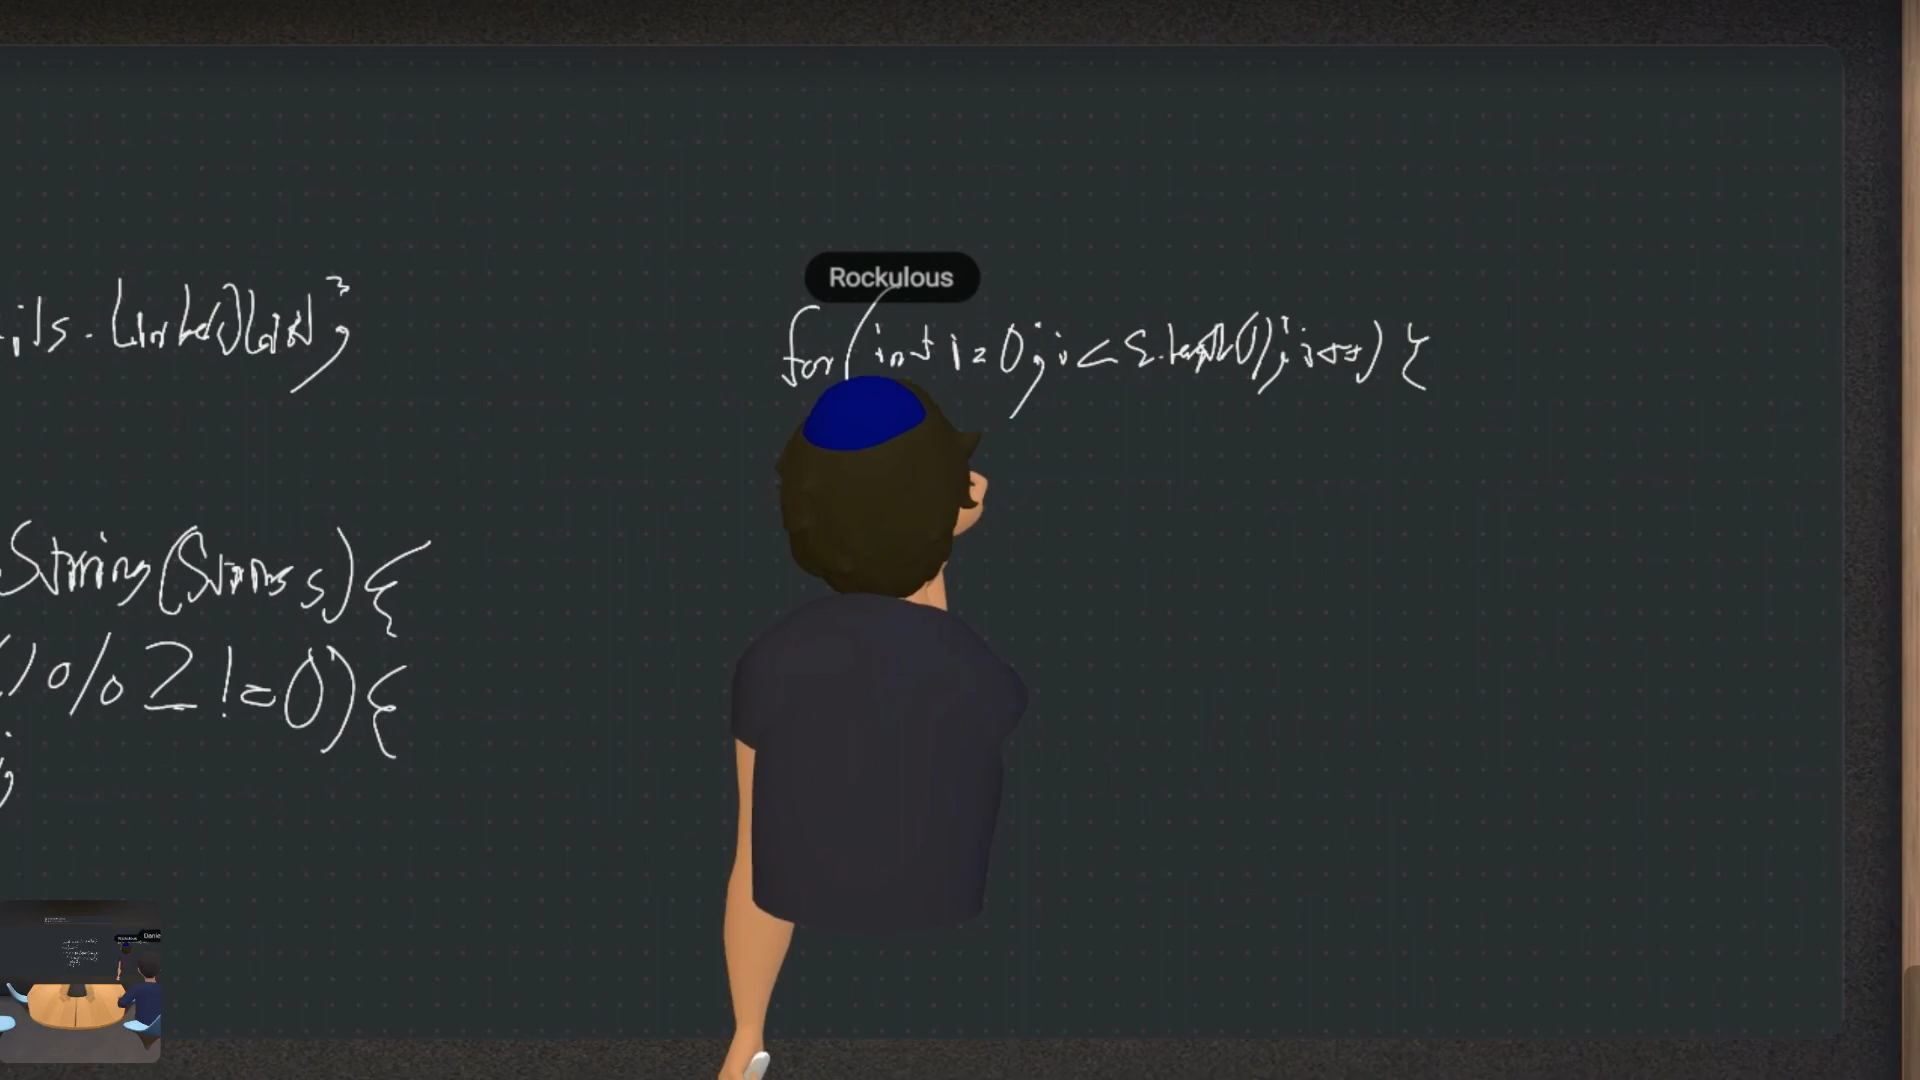 ils.LinkedList;
String(String s){
)%2!=0){
;
Rockulous
for(int i=0;i<s.length();i++){